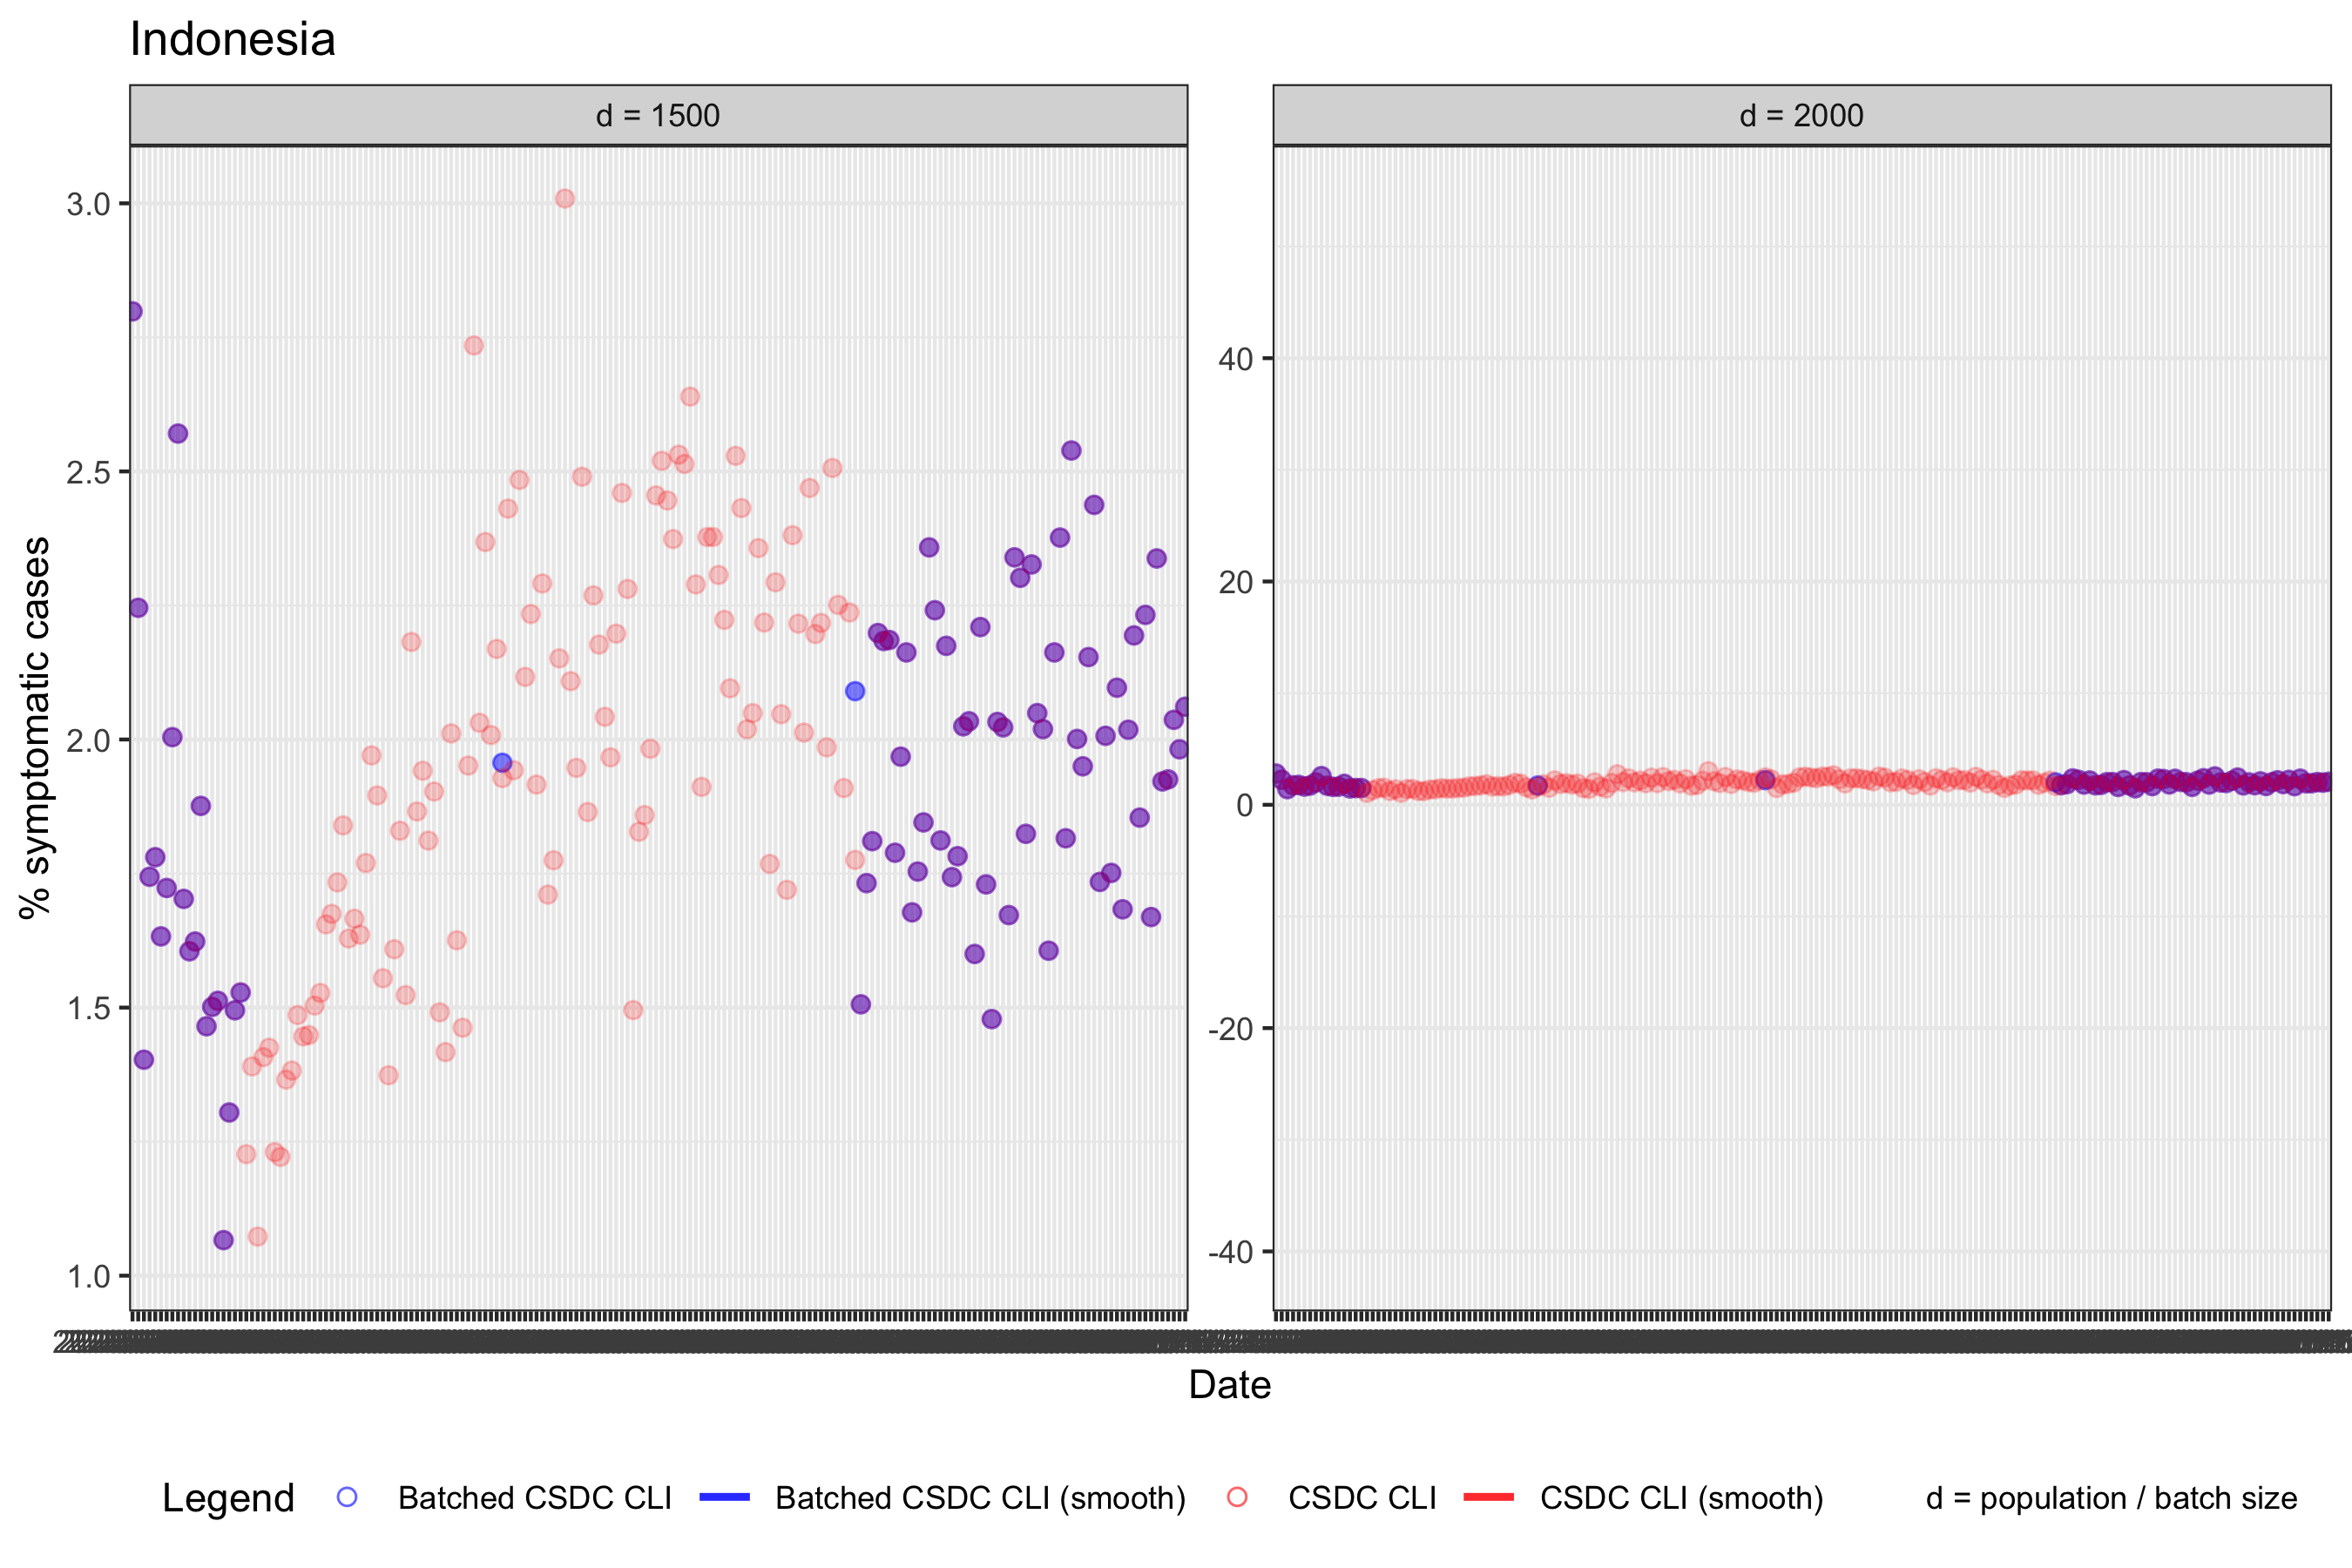 Indonesia
d = 1500
d = 2000
% symptomatic cases
3.0
2.5
2.0
1.5
1.0
40
20
0
-20
-40
Date
Legend
Batched CSDC CLI
Batched CSDC CLI (smooth)
CSDC CLI
CSDC CLI (smooth)
d = population / batch size